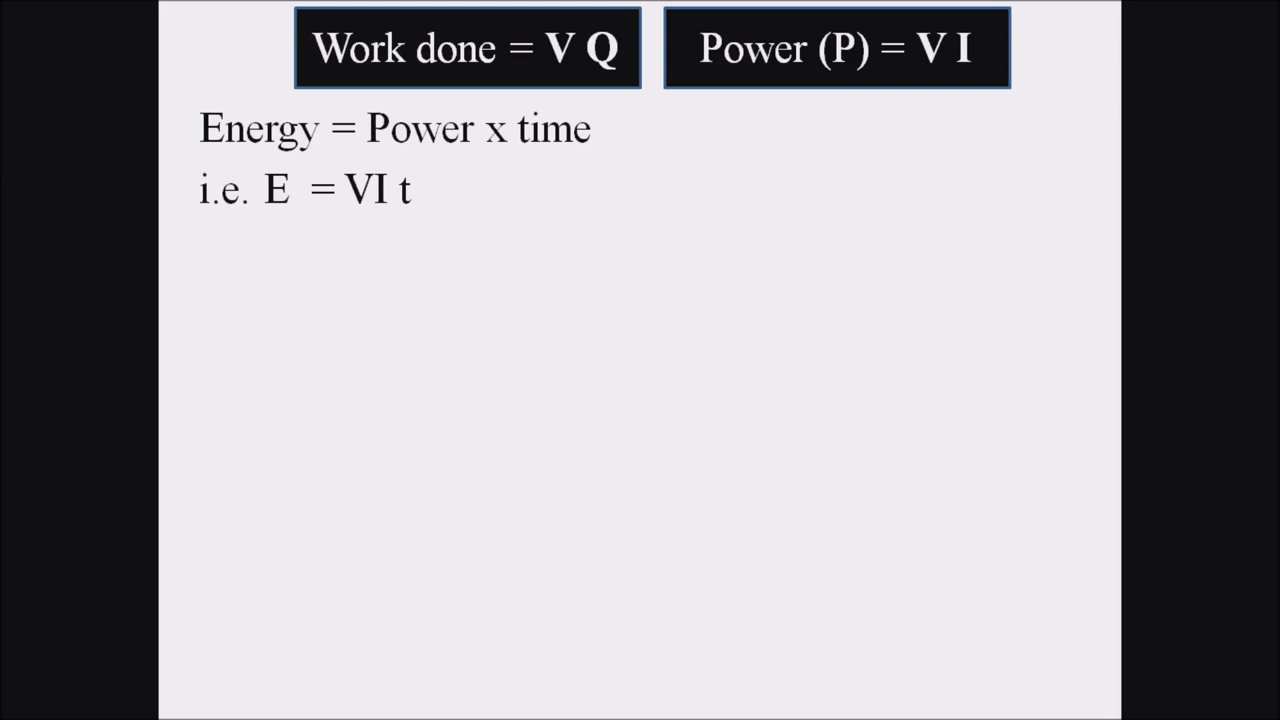 Work done = V Q
Power (P) = V I
Energy = Power x time
i.e. E = VI t